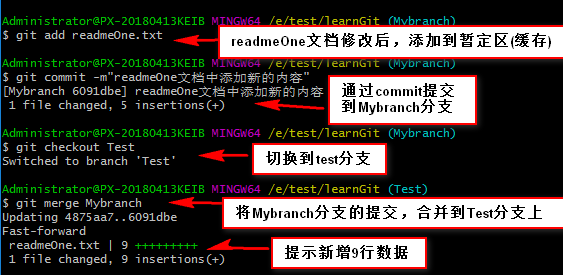 Administrator@PX-20180413KEIB MINGW64 /e/test/learnGit (Mybranch)
$ git add readmeOne.txt
readmeOne文档修改后，添加到暂定区(缓存)
Administrator@PX-20180413KEIB MINGW64 /e/test/learnGit (Mybranch)
$ git commit -m"readmeOne文档中添加新的内容"
[Mybranch 6091dbe] readmeOne文档中添加新的内容
1 file changed, 5 insertions(+)
通过commit提交
到Mybranch分支
Administrator@PX-20180413KEIB MINGW64 /e/test/learnGit (Mybranch)
$ git checkout Test
Switched to branch 'Test'
切换到test分支
Administrator@PX-20180413KEIB MINGW64 /e/test/learnGit (Test)
$ git merge Mybranch
将Mybranch分支的提交，合并到Test分支上
Updating 4875aa7..6091dbe
Fast-forward
readmeOne.txt | 9 +++++++++
1 file changed, 9 insertions(+)
提示新增9行数据